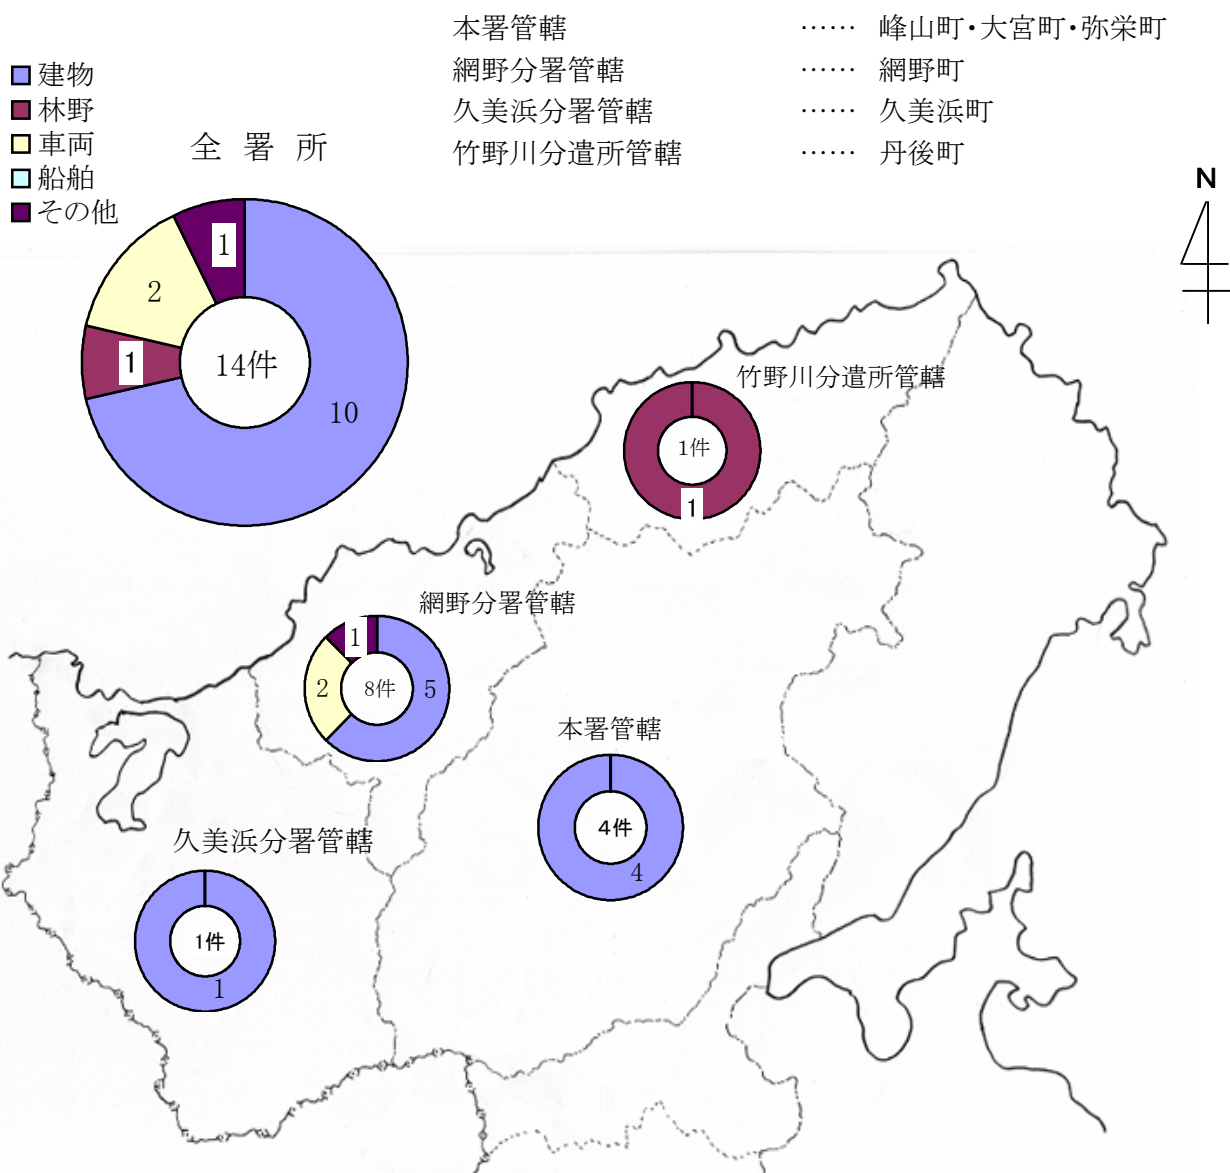 本署管轄 …… 峰山町・大宮町・弥栄町
網野分署管轄 …… 網野町
久美浜分署管轄 …… 久美浜町
竹野川分遣所管轄 …… 丹後町
建物
林野
車両
船舶
その他
全署所
N
1
2
1
14件
10
竹野川分遣所管轄
1件
1
網野分署管轄
1
2
8件
5
本署管轄
4件
4
久美浜分署管轄
1件
1